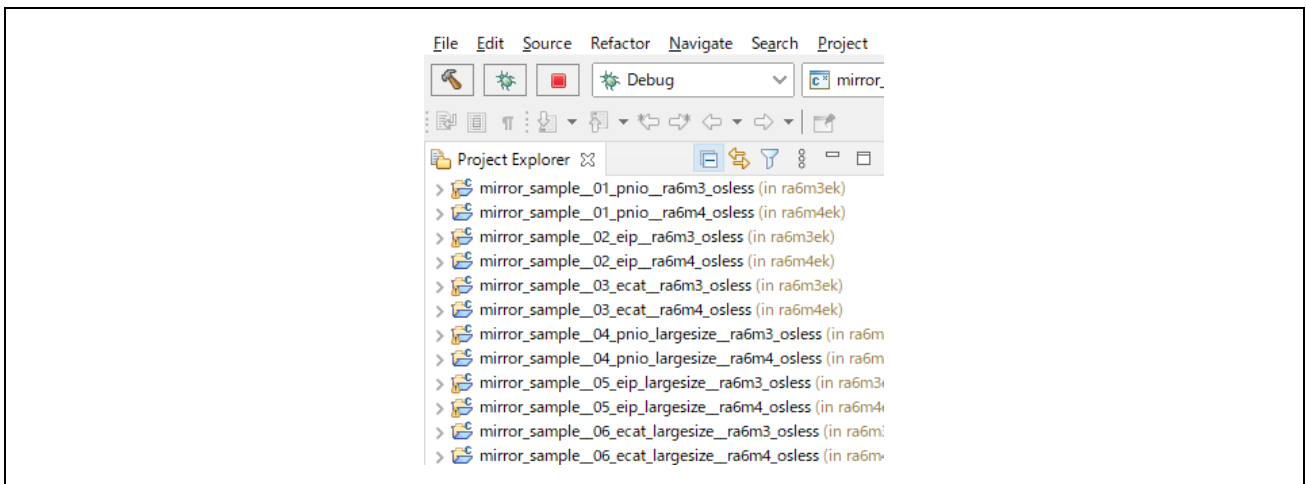 File Edit Source Refactor Navigate Search Project
Debug mirror_
Project Explorer
mirror_sample__01_pnio__ra6m3_osless (in ra6m3ek)
mirror_sample__01_pnio__ra6m4_osless (in ra6m4ek)
mirror_sample__02_eip__ra6m3_osless (in ra6m3ek)
mirror_sample__02_eip__ra6m4_osless (in ra6m4ek)
mirror_sample__03_ecat__ra6m3_osless (in ra6m3ek)
mirror_sample__03_ecat__ra6m4_osless (in ra6m4ek)
mirror_sample__04_pnio_largesize__ra6m3_osless (in ra6m
mirror_sample__04_pnio_largesize__ra6m4_osless (in ra6m
mirror_sample__05_eip_largesize__ra6m3_osless (in ra6m3
mirror_sample__05_eip_largesize__ra6m4_osless (in ra6m4
mirror_sample__06_ecat_largesize__ra6m3_osless (in ra6m
mirror_sample__06_ecat_largesize__ra6m4_osless (in ra6m